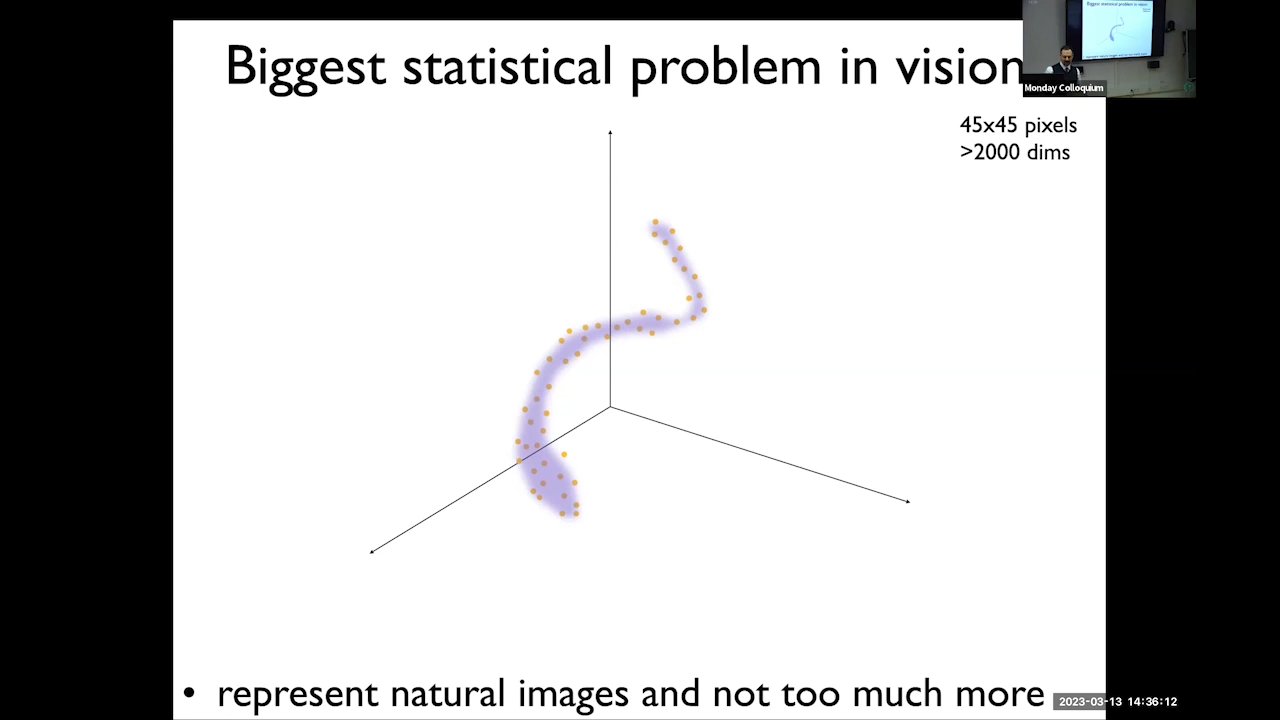 Biggest statistical problem in vision
Monday Colloquium
45x45 pixels
>2000 dims
• represent natural images and not too much more
2023-03-13 14:36:12